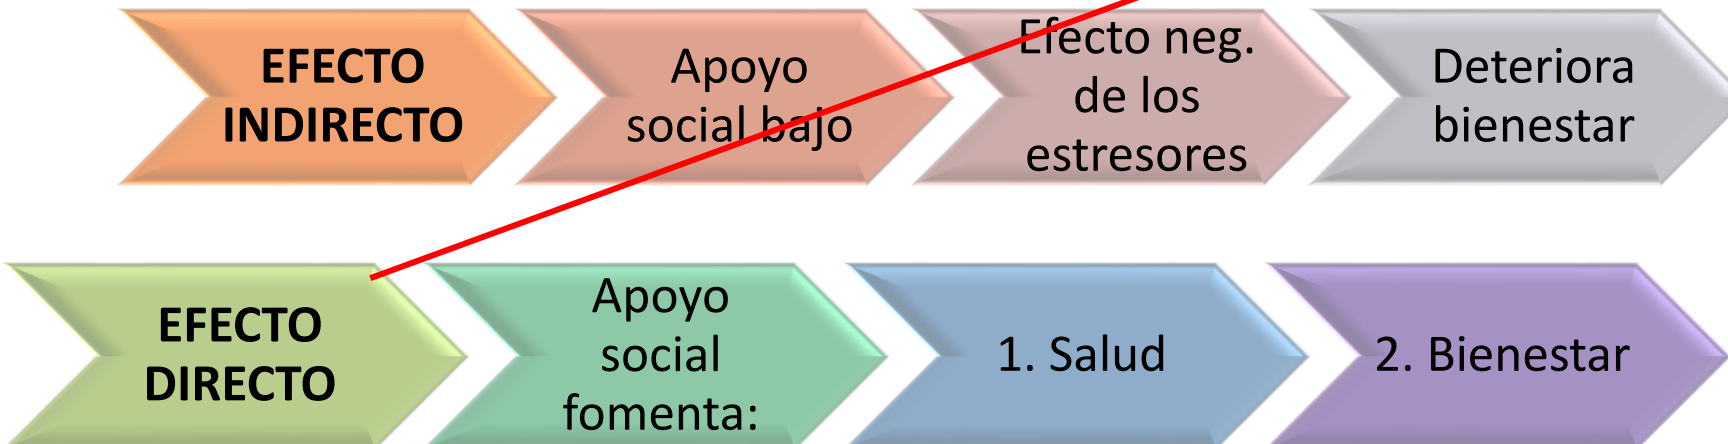 EFECTO
INDIRECTO
Apoyo
social bajo
Efecto neg.
de los
estresores
Deteriora
bienestar
EFECTO
DIRECTO
Apoyo
social
fomenta:
1. Salud
2. Bienestar